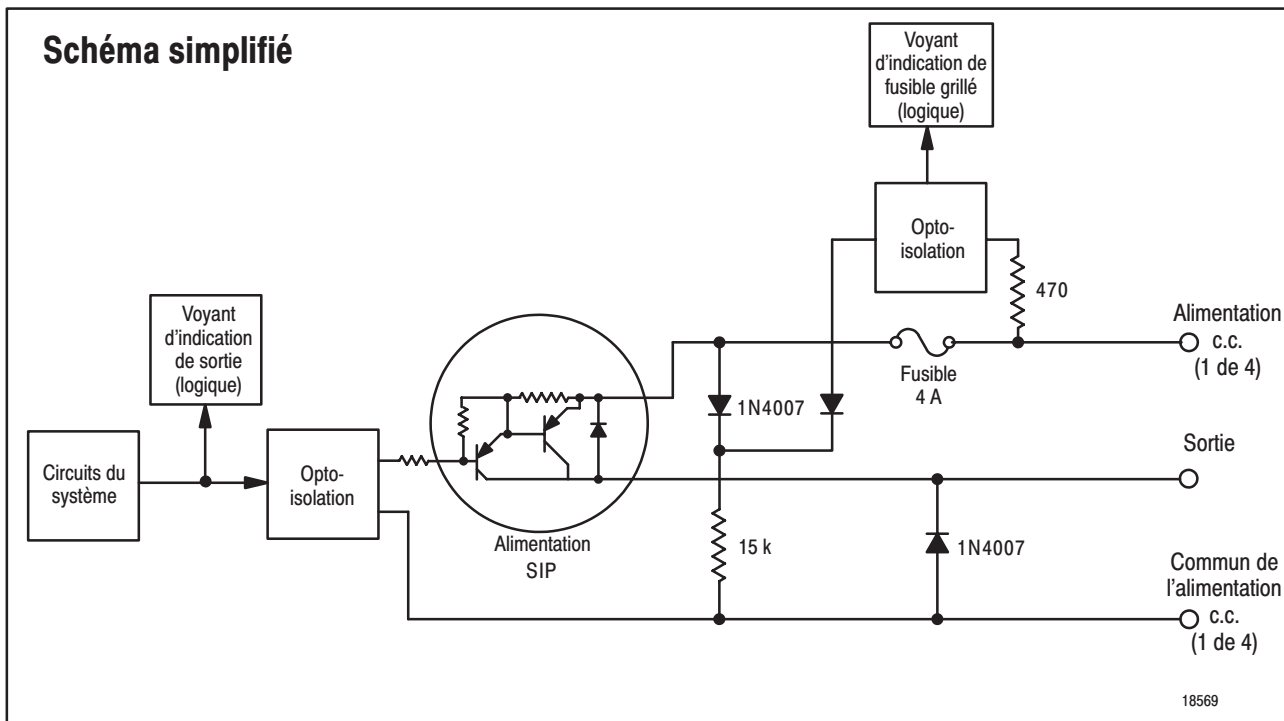 Schéma simplifié
Voyant
d'indication de
fusible grillé
(logique)
Opto-
isolation
470
Voyant
d'indication
de sortie
(logique)
Alimentation
c.c.
(1 de 4)
Fusible
4 A
1N4007
Sortie
Circuits du
système
Opto-
isolation
Alimentation
SIP
15 k
1N4007
Commun de
l'alimentation
c.c.
(1 de 4)
18569